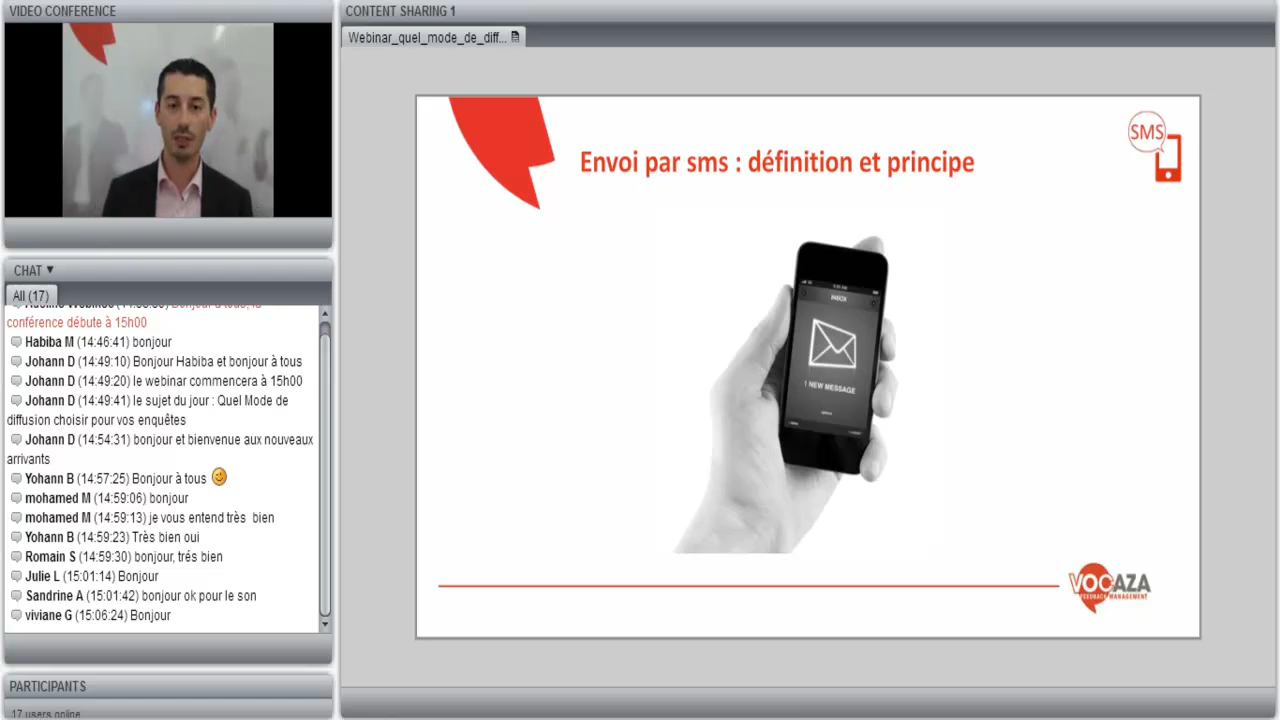 VIDEO CONFERENCE
CHAT
All (17)
conférence débute à 15h00
Habiba M (14:46:41) bonjour
Johann D (14:49:10) Bonjour Habiba et bonjour à tous
Johann D (14:49:20) le webinar commencera à 15h00
Johann D (14:49:41) le sujet du jour : Quel Mode de
diffusion choisir pour vos enquêtes
Johann D (14:54:31) bonjour et bienvenue aux nouveaux
arrivants
Yohann B (14:57:25) Bonjour à tous
mohamed M (14:59:06) bonjour
mohamed M (14:59:13) je vous entend très bien
Yohann B (14:59:23) Très bien oui
Romain S (14:59:30) bonjour, trés bien
Julie L (15:01:14) Bonjour
Sandrine A (15:01:42) bonjour ok pour le son
viviane G (15:06:24) Bonjour
PARTICIPANTS
17 users online
CONTENT SHARING 1
Webinar_quel_mode_de_diff...
Envoi par sms : définition et principe
SMS
INBOX
1 NEW MESSAGE
VOCAZA
FEEDBACK MANAGEMENT